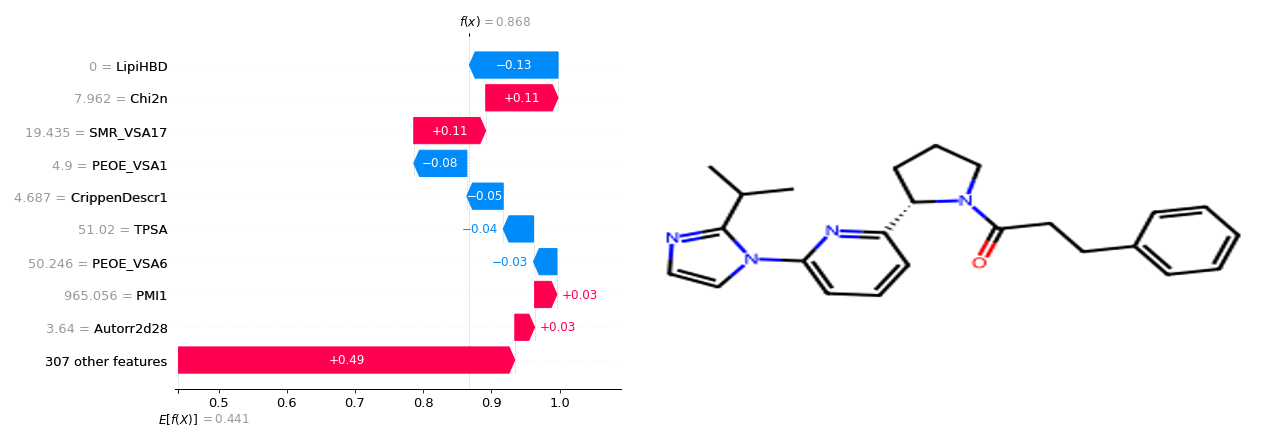 f(x) = 0.868
0 = LipiHBD
−0.13
7.962 = Chi2n
+0.11
19.435 = SMR_VSA17
+0.11
4.9 = PEOE_VSA1
−0.08
4.687 = CrippenDescr1
−0.05
51.02 = TPSA
−0.04
50.246 = PEOE_VSA6
−0.03
965.056 = PMI1
+0.03
3.64 = Autorr2d28
+0.03
307 other features
+0.49
0.5 0.6 0.7 0.8 0.9 1.0
E[f(X)] = 0.441
N
N
N
N
O